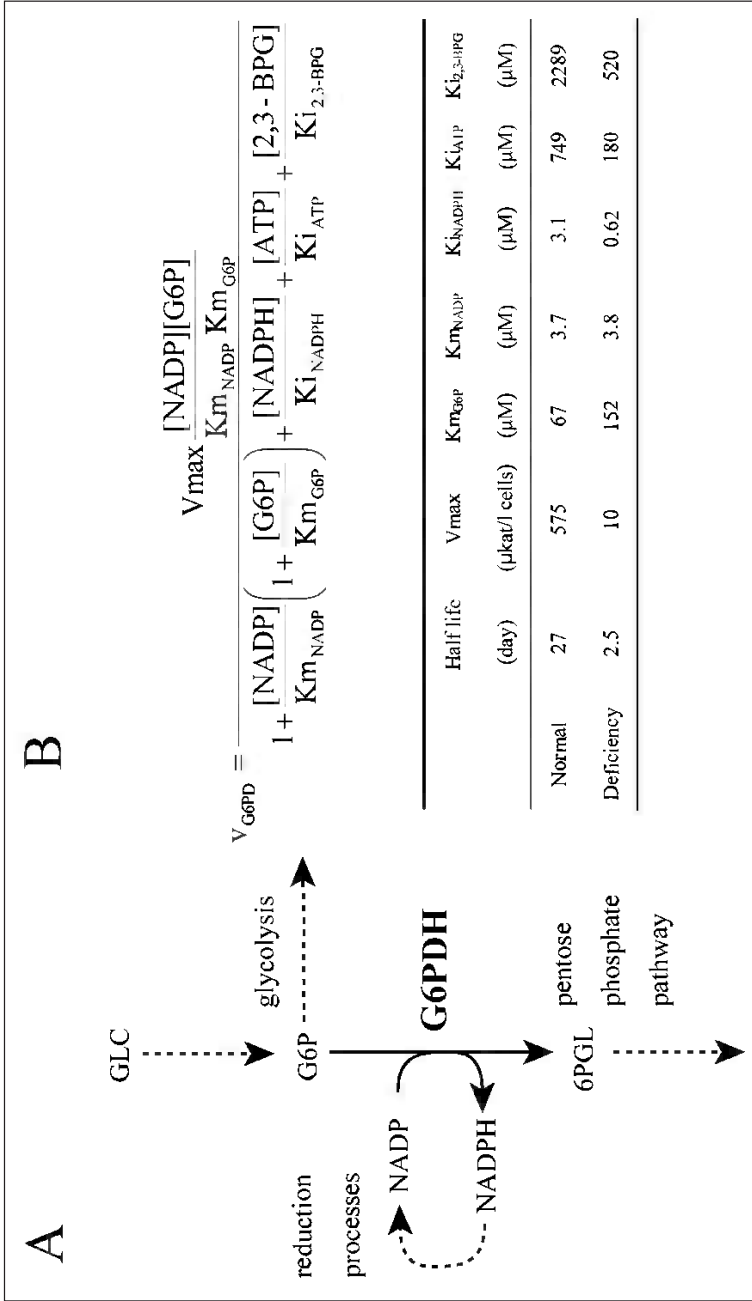 A
GLC
glycolysis
G6P
reduction
processes
NADP
NADPH
G6PDH
6PGL
pentose
phosphate
pathway
B
V_G6PD = Vmax [NADP][G6P] / Km_NADP Km_G6P
1 + [NADP] / Km_NADP (1 + [G6P] / Km_G6P) + [NADPH] / Ki_NADPH + [ATP] / Ki_ATP + [2,3-BPG] / Ki_2,3-BPG
Half life Vmax Km_G6P Km_NADP Ki_NADPH Ki_ATP Ki_2,3-BPG
(day) (μkat/l cells) (μM) (μM) (μM) (μM) (μM)
Normal 27 575 67 3.7 3.1 749 2289
Deficiency 2.5 10 152 3.8 0.62 180 520